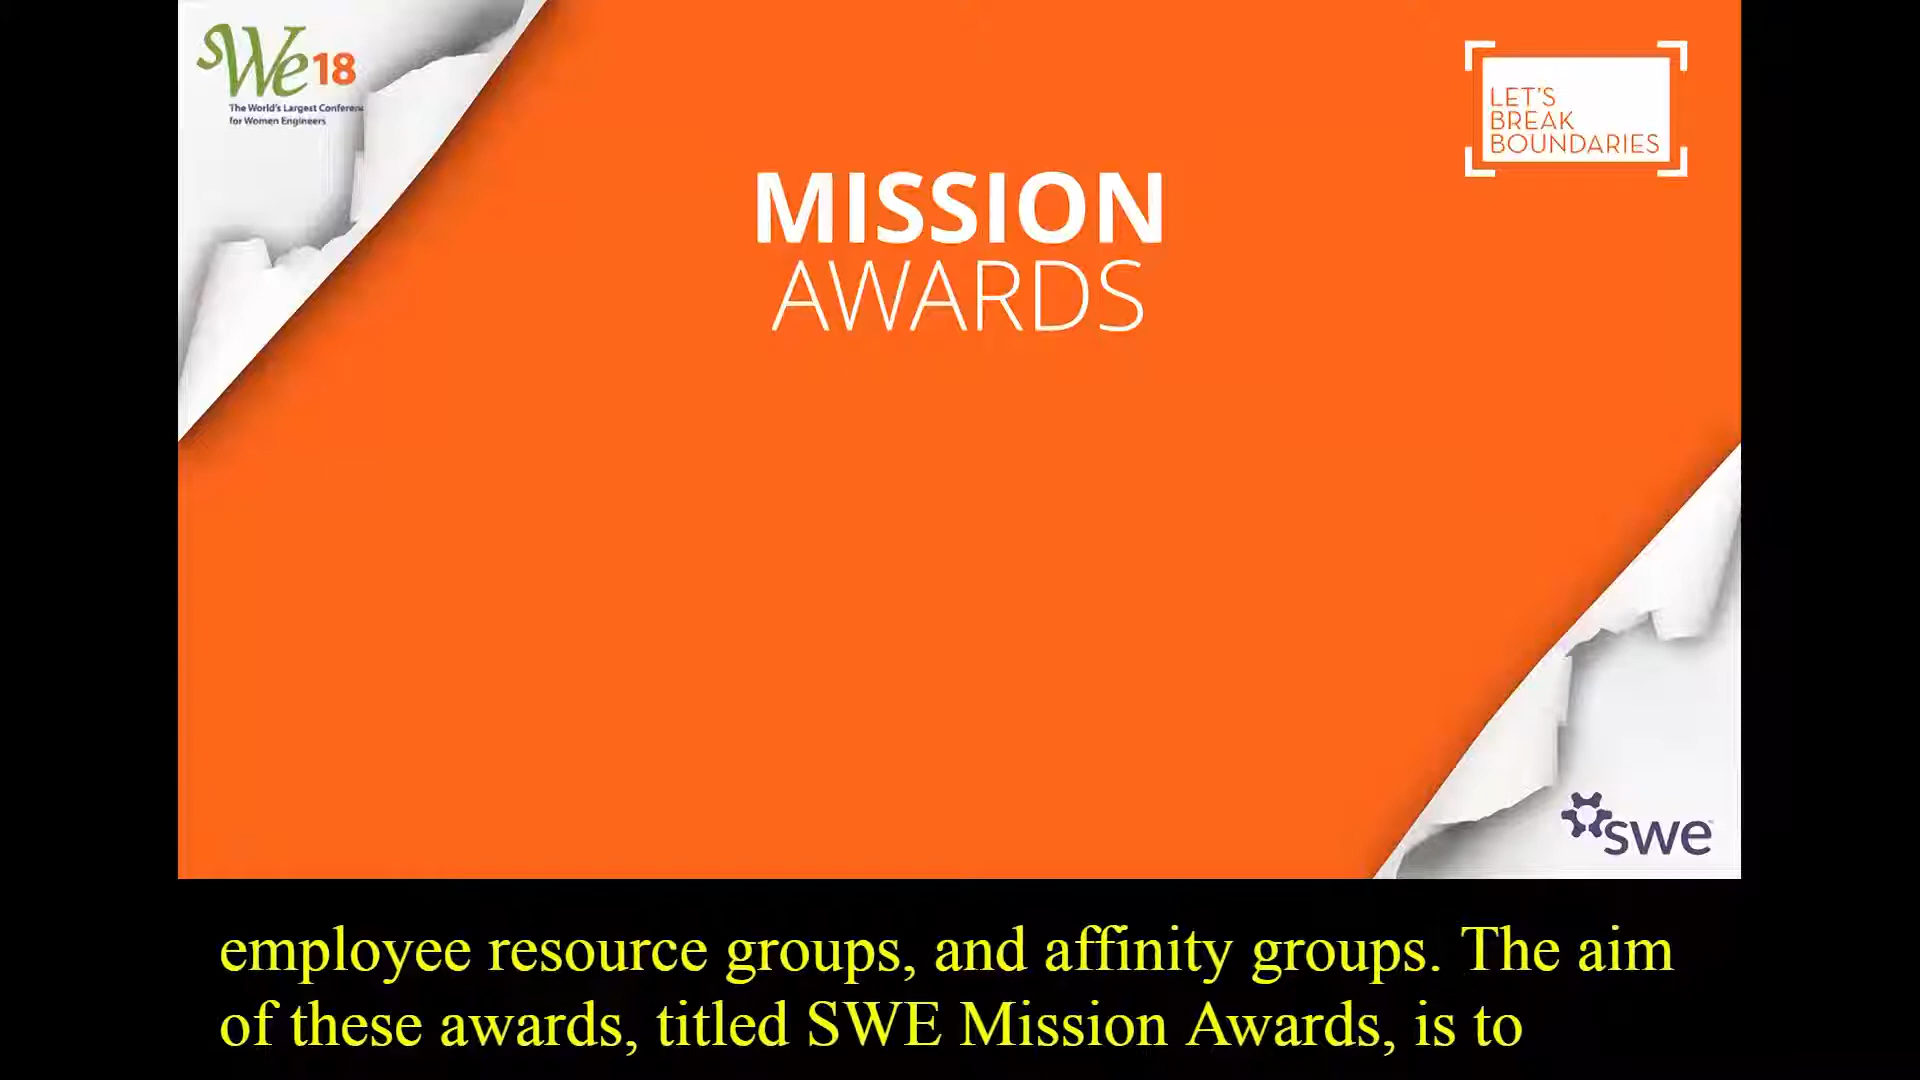 sWe18
The World's Largest Conferenc
for Women Engineers
LET'S
BREAK
BOUNDARIES
MISSION
AWARDS
swe
employee resource groups, and affinity groups. The aim
of these awards, titled SWE Mission Awards, is to